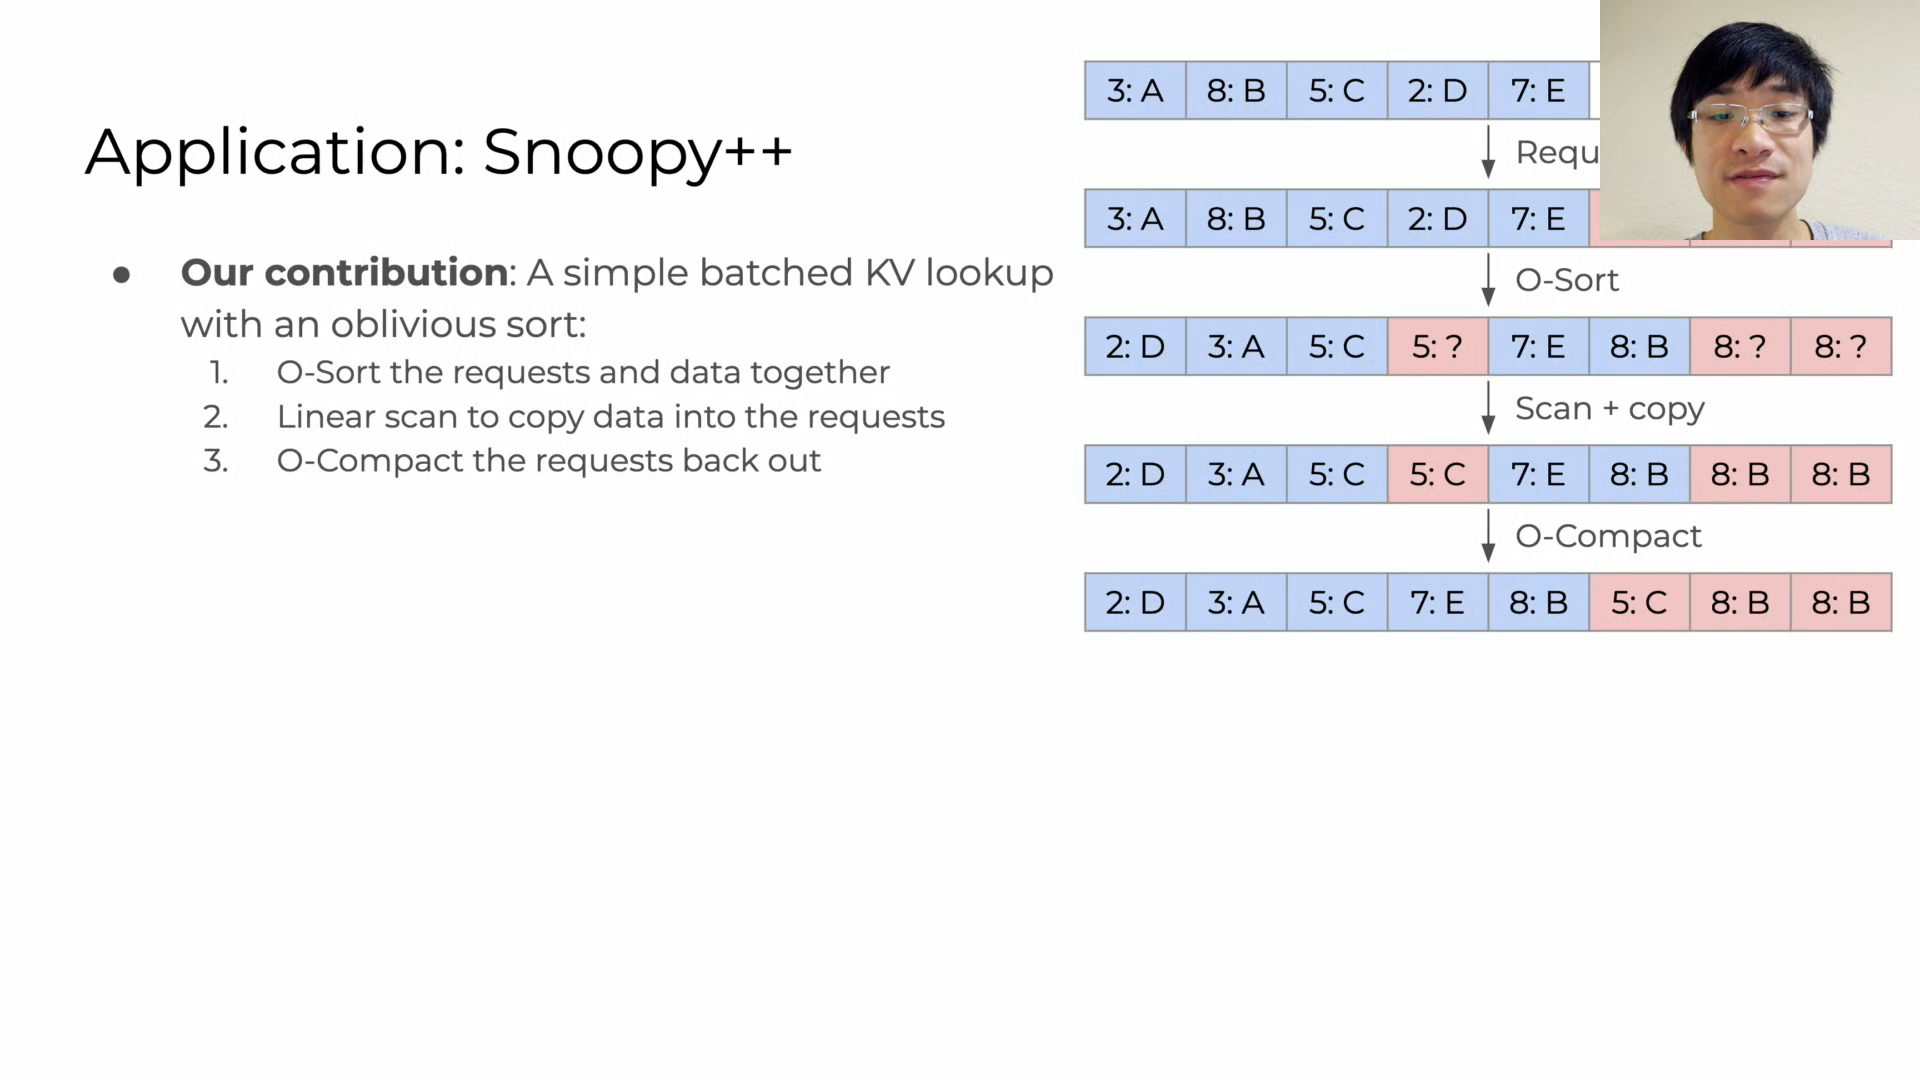 Application: Snoopy++
● Our contribution: A simple batched KV lookup
with an oblivious sort:
1. O-Sort the requests and data together
2. Linear scan to copy data into the requests
3. O-Compact the requests back out
3: A 8: B 5: C 2: D 7: E
3: A 8: B 5: C 2: D 7: E
O-Sort
2: D 3: A 5: C 5: ? 7: E 8: B 8: ? 8: ?
Scan + copy
2: D 3: A 5: C 5: C 7: E 8: B 8: B 8: B
O-Compact
2: D 3: A 5: C 7: E 8: B 5: C 8: B 8: B